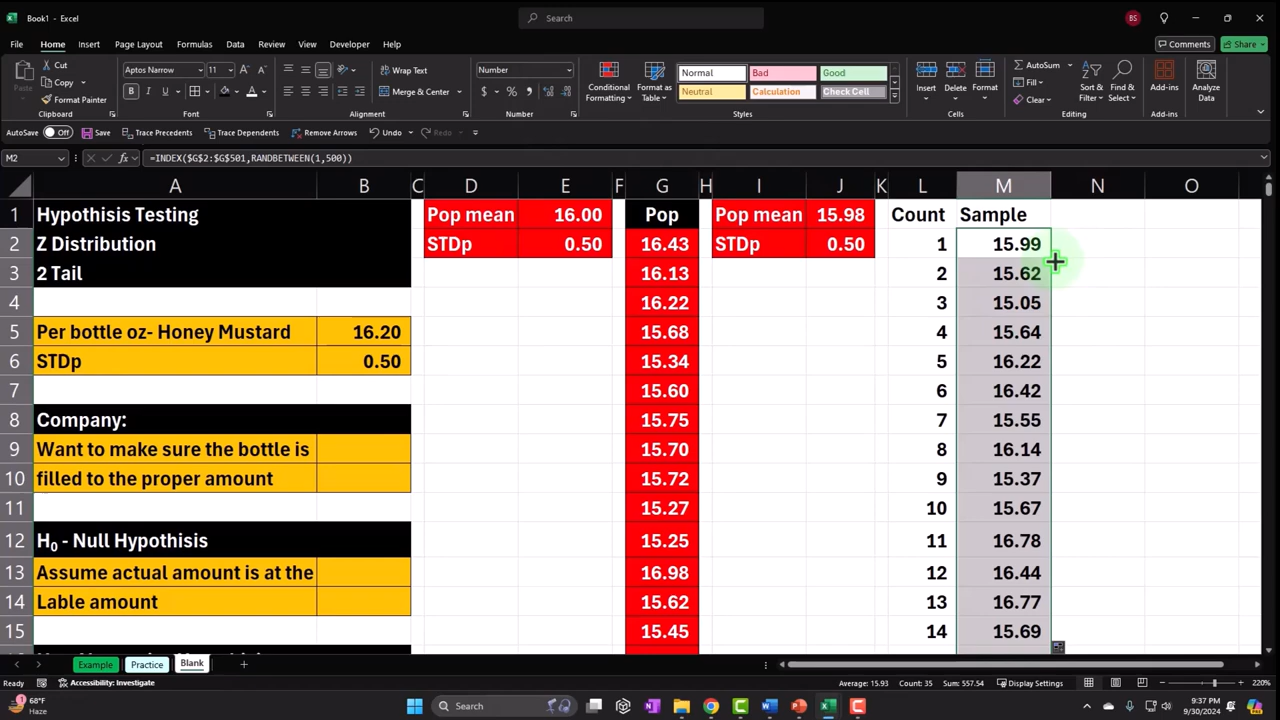 Book1 - Excel
Search
BS
File Home Insert Page Layout Formulas Data Review View Developer Help
Comments Share
Paste
Cut
Copy
Format Painter
Clipboard
Aptos Narrow 11
B I U
Font
Wrap Text
Merge & Center
Alignment
Number
Number
Conditional Formatting
Format as Table
Normal Bad Good
Neutral Calculation Check Cell
Styles
Insert Delete Format
Cells
AutoSum
Fill
Clear
Sort & Filter
Find & Select
Editing
Add-ins
Add-ins
Analyze Data
AutoSave Off Save Trace Precedents Trace Dependents Remove Arrows Undo Redo
M2 fx =INDEX($G$2:$G$501,RANDBETWEEN(1,500))
A B C D E F G H I J K L M N O
1 Hypothisis Testing Pop mean 16.00 Pop Pop mean 15.98 Count Sample
2 Z Distribution STDp 0.50 16.43 STDp 0.50 1 15.99
3 2 Tail 16.13 2 15.62
4 16.22 3 15.05
5 Per bottle oz- Honey Mustard 16.20 15.68 4 15.64
6 STDp 0.50 15.34 5 16.22
7 15.60 6 16.42
8 Company: 15.75 7 15.55
9 Want to make sure the bottle is 15.70 8 16.14
10 filled to the proper amount 15.72 9 15.37
11 15.27 10 15.67
12 H0 - Null Hypothisis 15.25 11 16.78
13 Assume actual amount is at the 16.98 12 16.44
14 Lable amount 15.62 13 16.77
15 15.45 14 15.69
Example Practice Blank
Ready Accessibility: Investigate Average: 15.93 Count: 35 Sum: 557.54 Display Settings 220%
68°F
Haze
Search
9:37 PM
9/30/2024